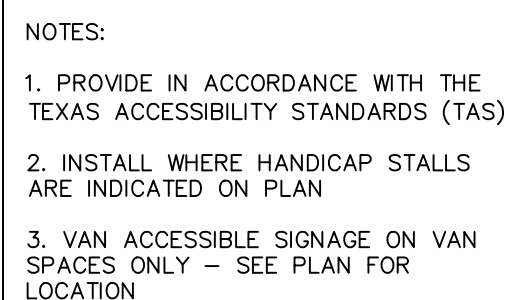 NOTES:
1. PROVIDE IN ACCORDANCE WITH THE
TEXAS ACCESSIBILITY STANDARDS (TAS)
2. INSTALL WHERE HANDICAP STALLS
ARE INDICATED ON PLAN
3. VAN ACCESSIBLE SIGNAGE ON VAN
SPACES ONLY – SEE PLAN FOR
LOCATION